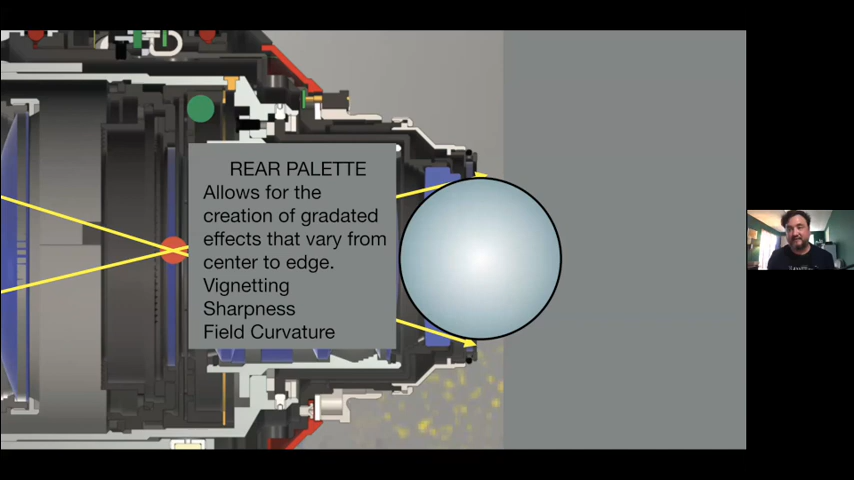 REAR PALETTE
Allows for the
creation of gradated
effects that vary from
center to edge.
Vignetting
Sharpness
Field Curvature